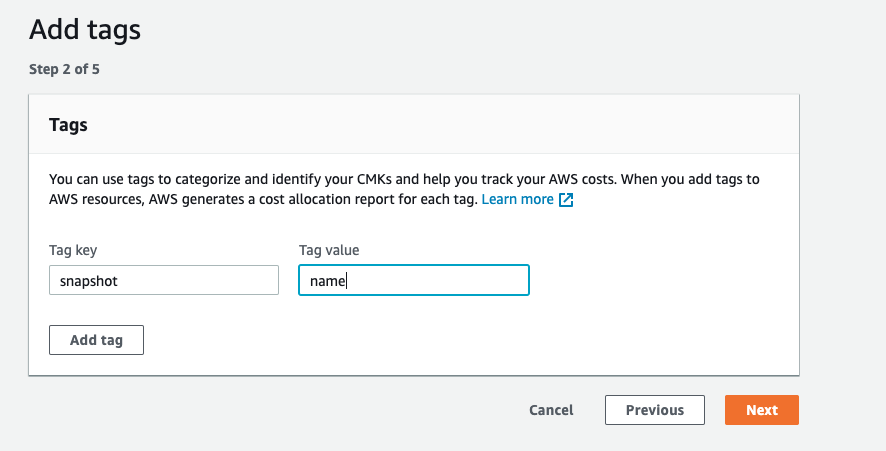 Add tags
Step 2 of 5
Tags
You can use tags to categorize and identify your CMKs and help you track your AWS costs. When you add tags to
AWS resources, AWS generates a cost allocation report for each tag. Learn more
Tag key Tag value
snapshot name
Add tag
Cancel Previous Next